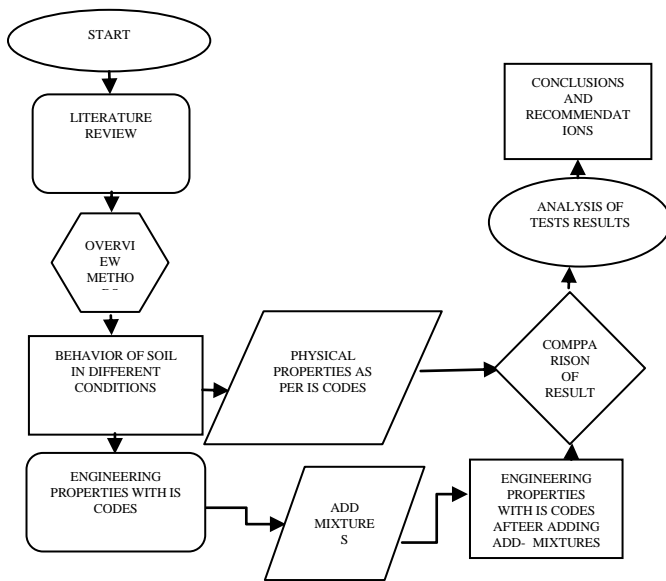 START
LITERATURE
REVIEW
OVERVI
EW
METHO
BEHAVIOR OF SOIL
IN DIFFERENT
CONDITIONS
ENGINEERING
PROPERTIES WITH IS
CODES
PHYSICAL
PROPERTIES AS
PER IS CODES
ADD
MIXTURE
S
ENGINEERING
PROPERTIES
WITH IS CODES
AFTEER ADDING
ADD- MIXTURES
COMPPA
RISON
OF
RESULT
ANALYSIS OF
TESTS RESULTS
CONCLUSIONS
AND
RECOMMENDAT
IONS